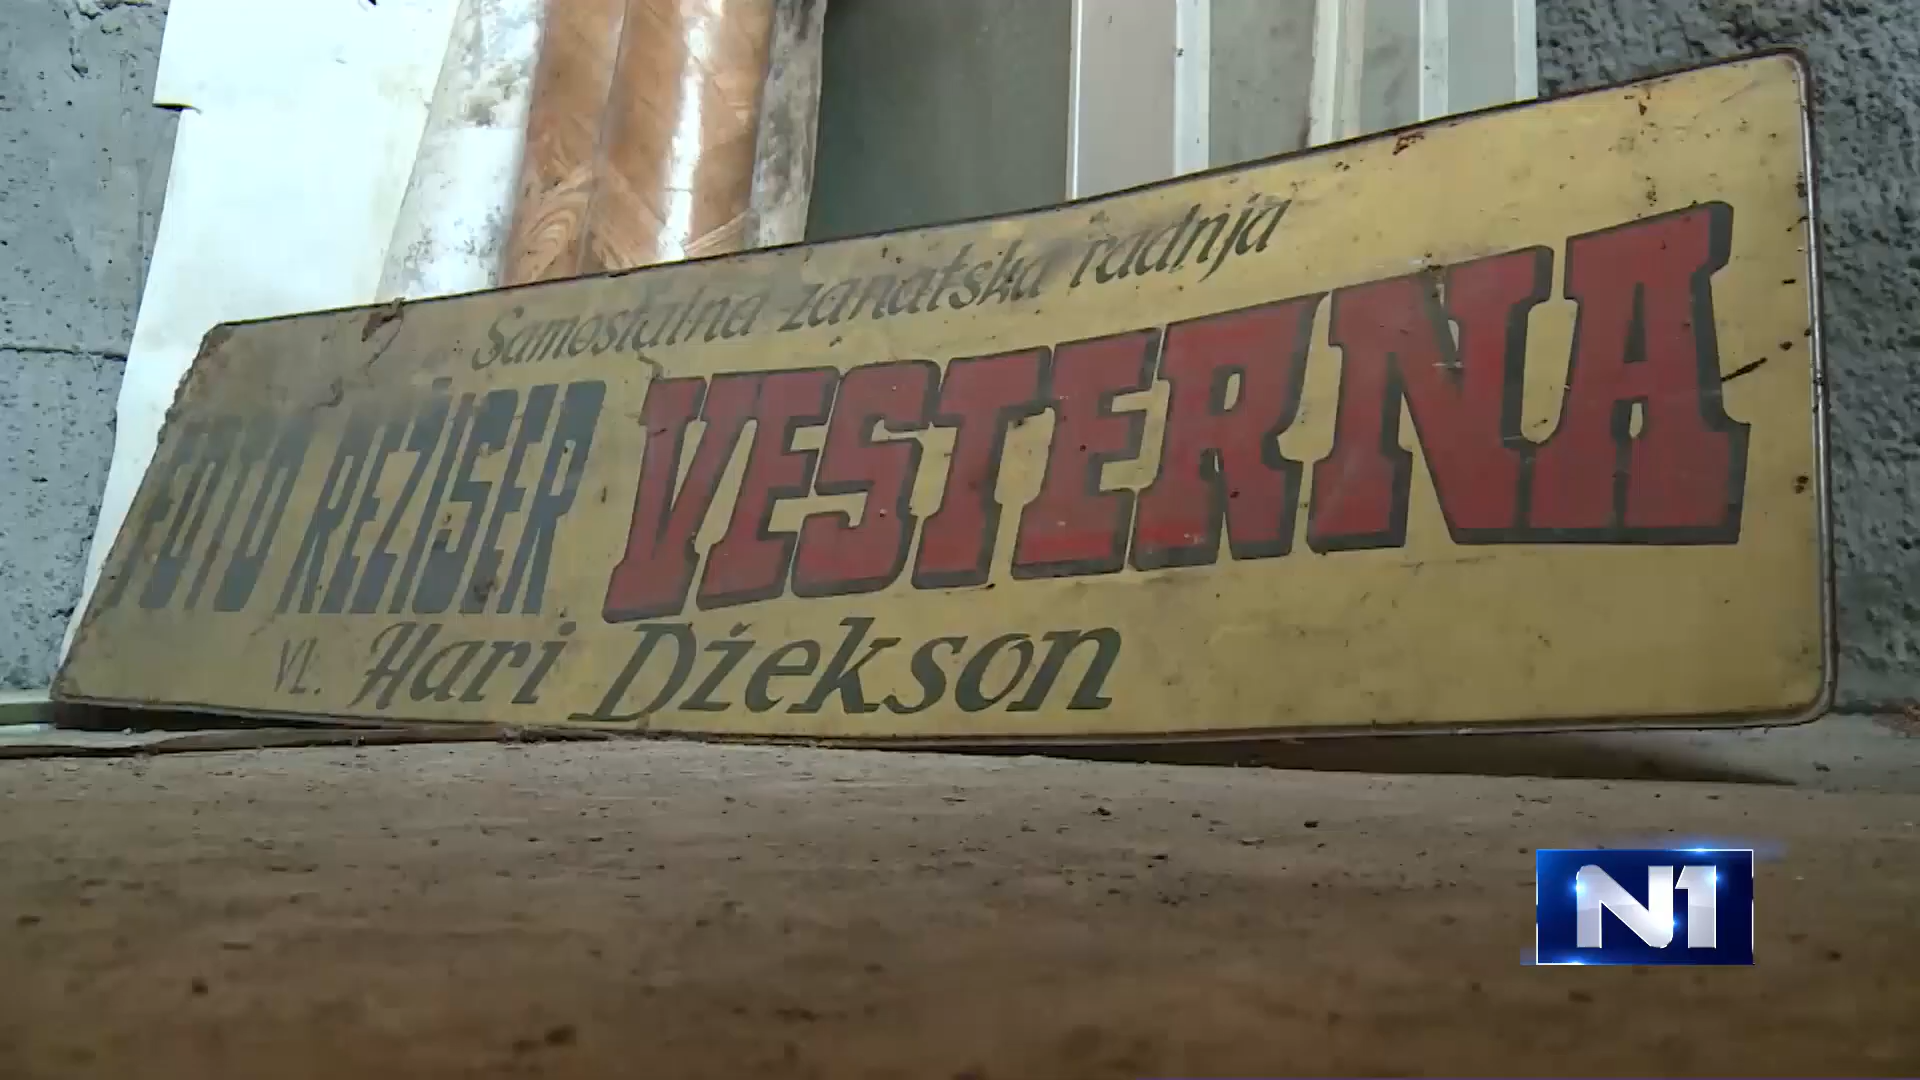 Samostalna zanatska radnja
FOTO REŽISER VESTERNA
VL. Hari Džekson
N1